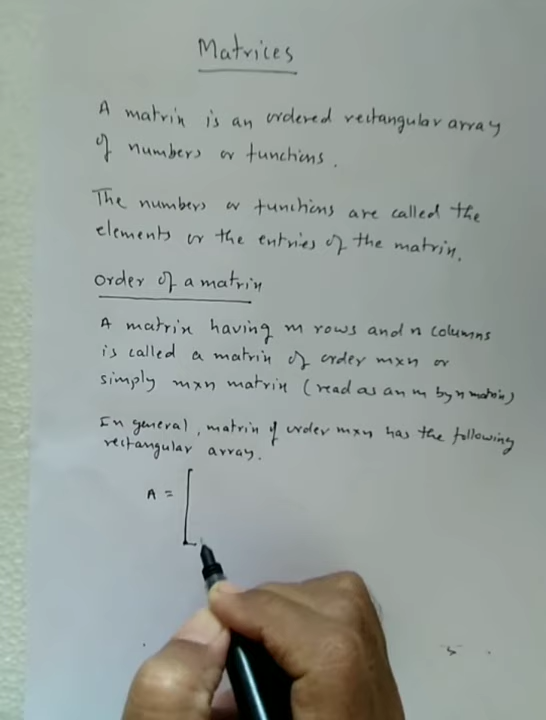 Matrices
A matrix is an ordered rectangular array
of numbers or functions.
The numbers or functions are called the
elements or the entries of the matrix.
Order of a matrix
A matrix having m rows and n columns
is called a matrix of order m×n or
simply m×n matrix (read as an m by n matrix)
In general, matrix of order m×n has the following
rectangular array.
A = [